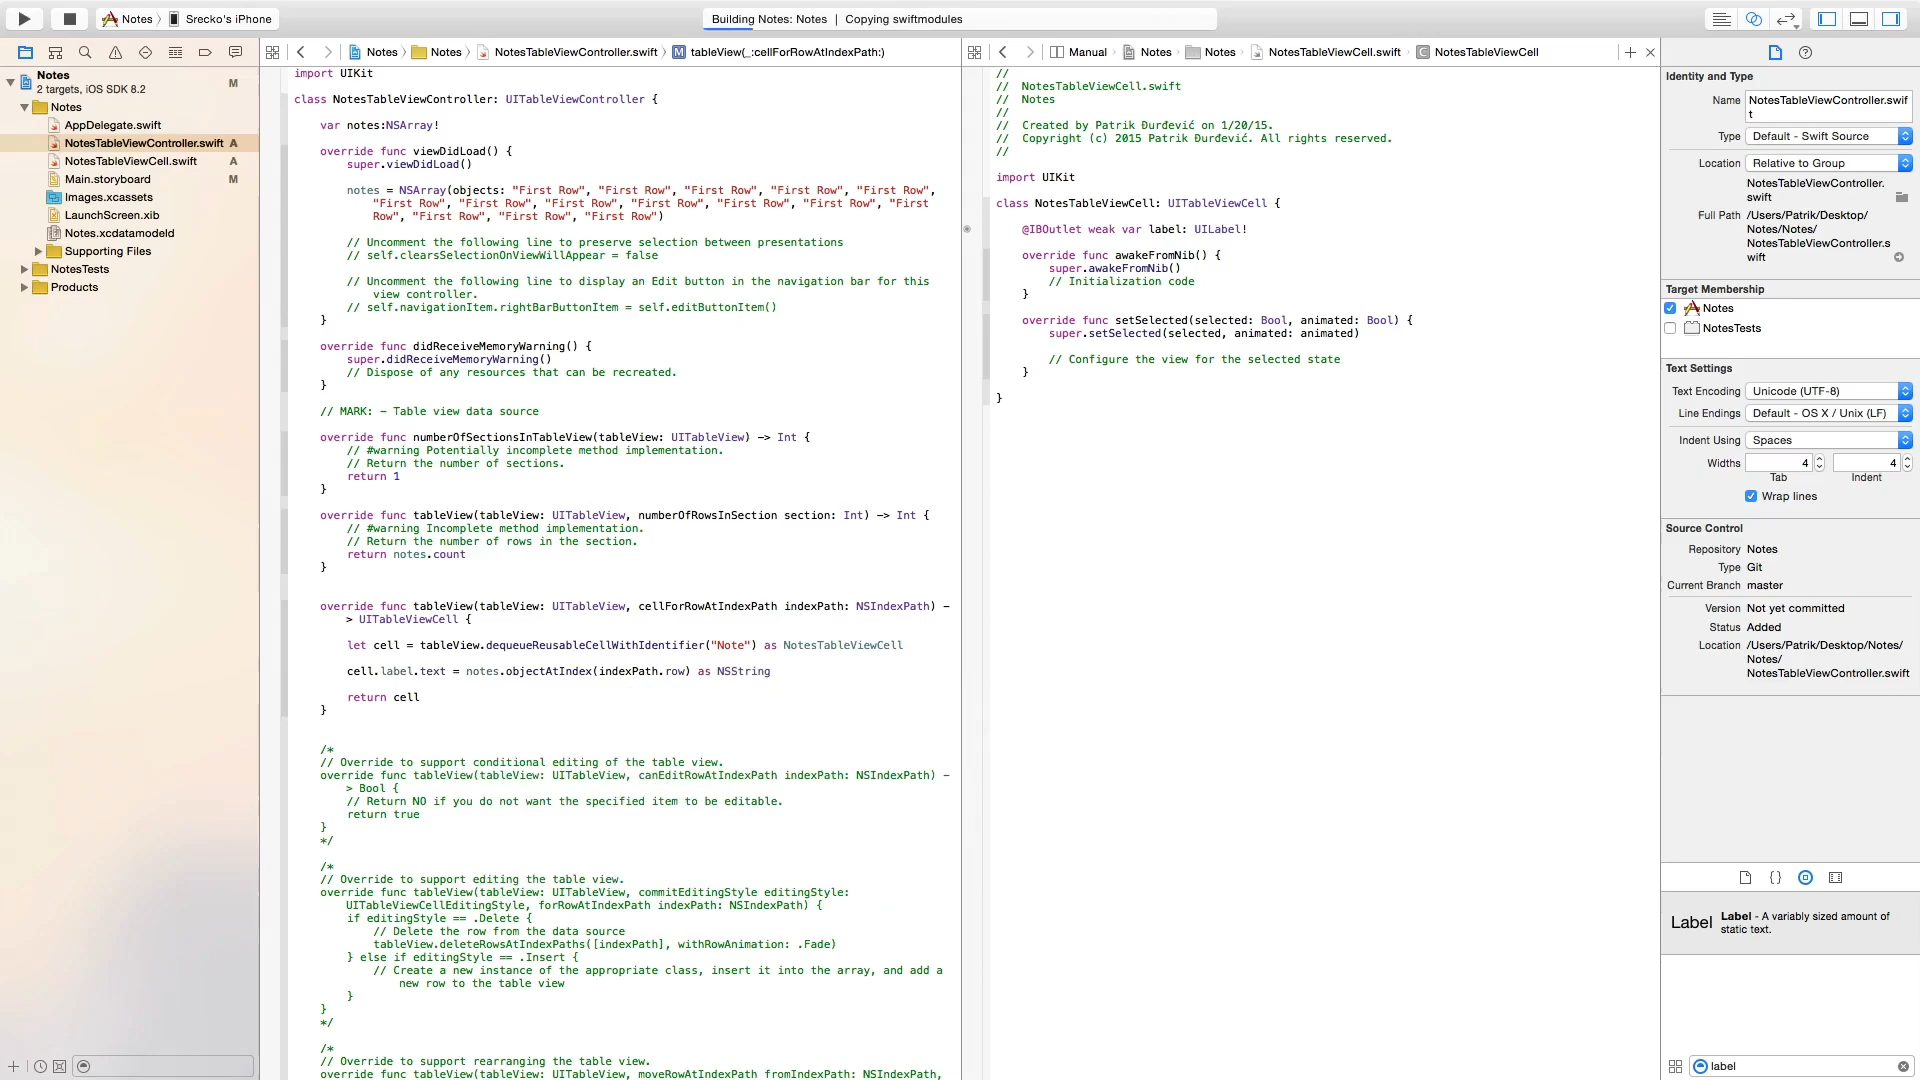 Notes
Srecko's iPhone
Building Notes: Notes | Copying swiftmodules
Notes
2 targets, iOS SDK 8.2
M
Notes
AppDelegate.swift
NotesTableViewController.swift A
NotesTableViewCell.swift A
Main.storyboard M
Images.xcassets
LaunchScreen.xib
Notes.xcdatamodeld
Supporting Files
NotesTests
Products
Notes
Notes
NotesTableViewController.swift
M tableView(_:cellForRowAtIndexPath:)
import UIKit
class NotesTableViewController: UITableViewController {
var notes:NSArray!
override func viewDidLoad() {
super.viewDidLoad()
notes = NSArray(objects: "First Row", "First Row", "First Row", "First Row", "First Row",
"First Row", "First Row", "First Row", "First Row", "First Row", "First Row", "First
Row", "First Row", "First Row", "First Row")
// Uncomment the following line to preserve selection between presentations
// self.clearsSelectionOnViewWillAppear = false
// Uncomment the following line to display an Edit button in the navigation bar for this
view controller.
// self.navigationItem.rightBarButtonItem = self.editButtonItem()
}
override func didReceiveMemoryWarning() {
super.didReceiveMemoryWarning()
// Dispose of any resources that can be recreated.
}
// MARK: - Table view data source
override func numberOfSectionsInTableView(tableView: UITableView) -> Int {
// #warning Potentially incomplete method implementation.
// Return the number of sections.
return 1
}
override func tableView(tableView: UITableView, numberOfRowsInSection section: Int) -> Int {
// #warning Incomplete method implementation.
// Return the number of rows in the section.
return notes.count
}
override func tableView(tableView: UITableView, cellForRowAtIndexPath indexPath: NSIndexPath) -
> UITableViewCell {
let cell = tableView.dequeueReusableCellWithIdentifier("Note") as NotesTableViewCell
cell.label.text = notes.objectAtIndex(indexPath.row) as NSString
return cell
}
/*
// Override to support conditional editing of the table view.
override func tableView(tableView: UITableView, canEditRowAtIndexPath indexPath: NSIndexPath) -
> Bool {
// Return NO if you do not want the specified item to be editable.
return true
}
*/
/*
// Override to support editing the table view.
override func tableView(tableView: UITableView, commitEditingStyle editingStyle:
UITableViewCellEditingStyle, forRowAtIndexPath indexPath: NSIndexPath) {
if editingStyle == .Delete {
// Delete the row from the data source
tableView.deleteRowsAtIndexPaths([indexPath], withRowAnimation: .Fade)
} else if editingStyle == .Insert {
// Create a new instance of the appropriate class, insert it into the array, and add a
new row to the table view
}
}
*/
/*
// Override to support rearranging the table view.
override func tableView(tableView: UITableView, moveRowAtIndexPath fromIndexPath: NSIndexPath,
Manual
Notes
Notes
NotesTableViewCell.swift
C NotesTableViewCell
//
// NotesTableViewCell.swift
// Notes
//
// Created by Patrik Đurđević on 1/20/15.
// Copyright (c) 2015 Patrik Đurđević. All rights reserved.
//
import UIKit
class NotesTableViewCell: UITableViewCell {
@IBOutlet weak var label: UILabel!
override func awakeFromNib() {
super.awakeFromNib()
// Initialization code
}
override func setSelected(selected: Bool, animated: Bool) {
super.setSelected(selected, animated: animated)
// Configure the view for the selected state
}
}
Identity and Type
Name NotesTableViewController.swif
t
Type Default - Swift Source
Location Relative to Group
NotesTableViewController.
swift
Full Path /Users/Patrik/Desktop/
Notes/Notes/
NotesTableViewController.s
wift
Target Membership
Notes
NotesTests
Text Settings
Text Encoding Unicode (UTF-8)
Line Endings Default - OS X / Unix (LF)
Indent Using Spaces
Widths 4 4
Tab Indent
Wrap lines
Source Control
Repository Notes
Type Git
Current Branch master
Version Not yet committed
Status Added
Location /Users/Patrik/Desktop/Notes/
Notes/
NotesTableViewController.swift
{}
Label
Label - A variably sized amount of
static text.
label